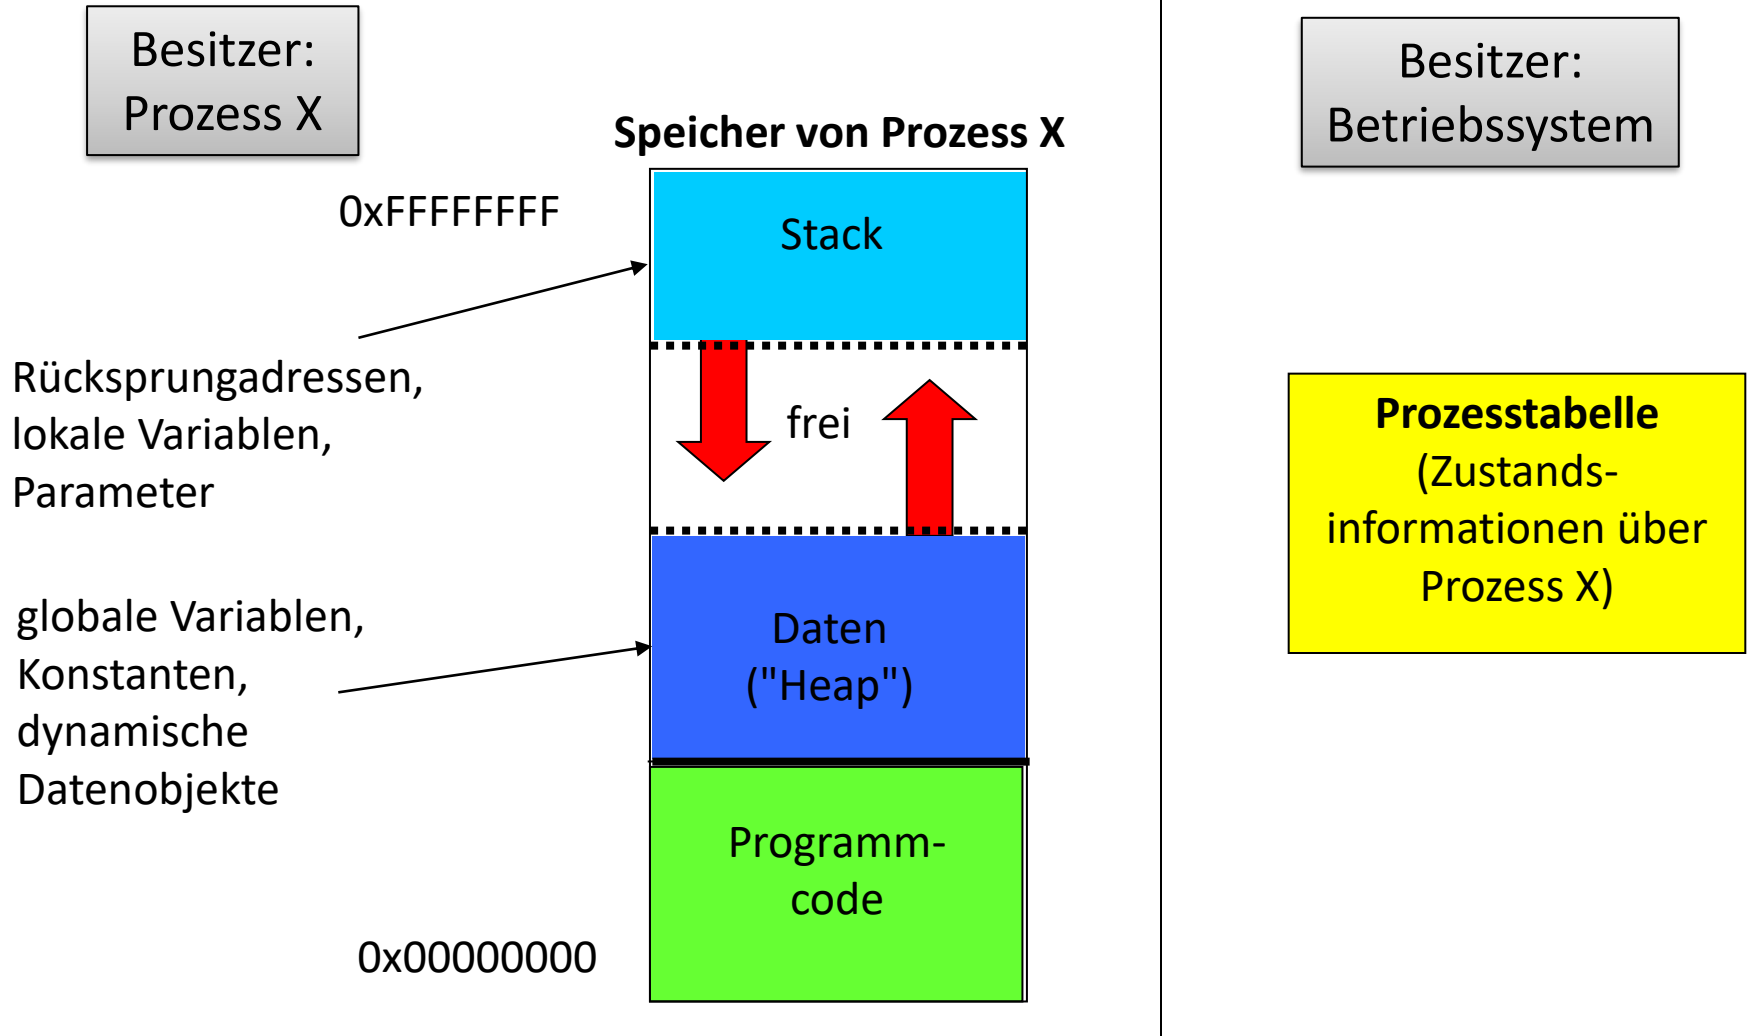 Besitzer:
Prozess X
Besitzer:
Betriebssystem
Speicher von Prozess X
0xFFFFFFFF
Stack
Rücksprungadressen,
lokale Variablen,
Parameter
frei
Prozesstabelle
(Zustands-
informationen über
Prozess X)
globale Variablen,
Konstanten,
dynamische
Datenobjekte
Daten
("Heap")
Programm-
code
0x00000000